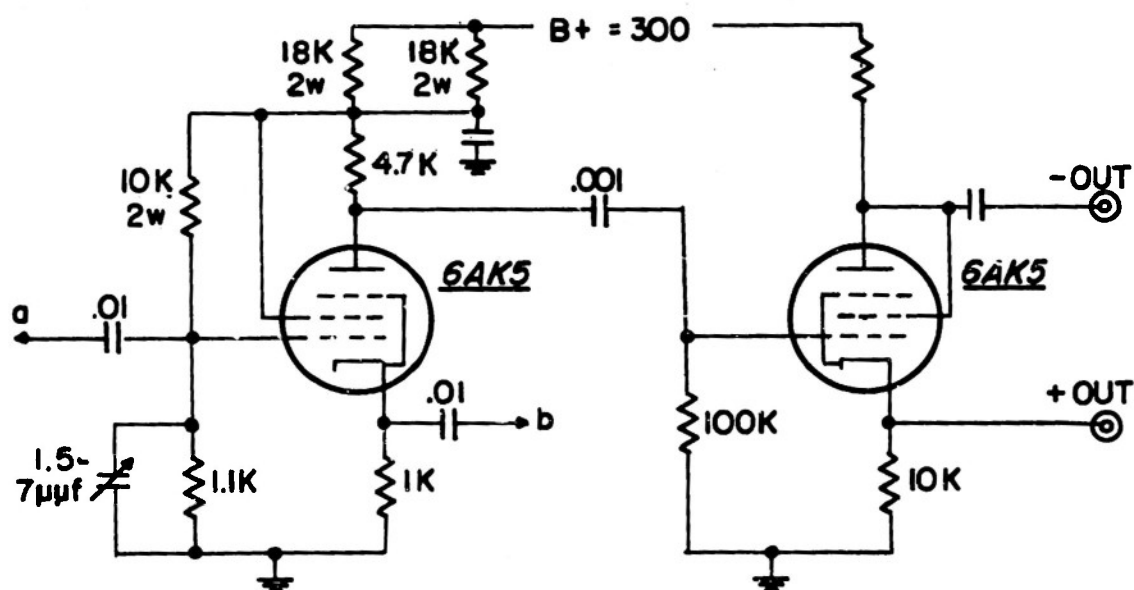 B+ = 300
18K
2w
18K
2w
4.7K
10K
2w
.001
-OUT
6AK5
6AK5
a
.01
.01
b
+OUT
100K
1.5-
7μμf
1.1K
1K
10K